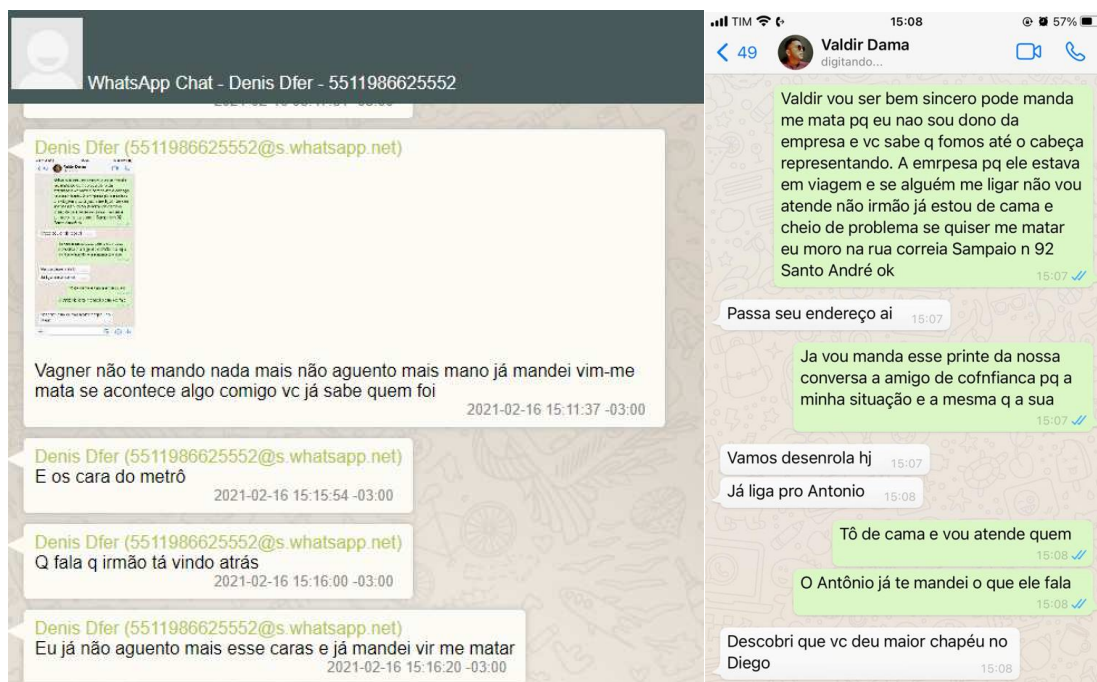 WhatsApp Chat - Denis Dfer - 5511986625552
Denis Dfer (5511986625552@s.whatsapp.net)
Vagner não te mando nada mais não aguento mais mano já mandei vim-me
mata se acontece algo comigo vc já sabe quem foi
2021-02-16 15:11:37 -03:00
Denis Dfer (5511986625552@s.whatsapp.net)
E os cara do metrô
2021-02-16 15:15:54 -03:00
Denis Dfer (5511986625552@s.whatsapp.net)
Q fala q irmão tá vindo atrás
2021-02-16 15:16:00 -03:00
Denis Dfer (5511986625552@s.whatsapp.net)
Eu já não aguento mais esse caras e já mandei vir me matar
2021-02-16 15:16:20 -03:00
TIM 15:08 57%
49 Valdir Dama
digitando...
Valdir vou ser bem sincero pode manda
me mata pq eu nao sou dono da
empresa e vc sabe q fomos até o cabeça
representando. A emrpesa pq ele estava
em viagem e se alguém me ligar não vou
atende não irmão já estou de cama e
cheio de problema se quiser me matar
eu moro na rua correia Sampaio n 92
Santo André ok
15:07
Passa seu endereço ai 15:07
Ja vou manda esse printe da nossa
conversa a amigo de cofnfianca pq a
minha situação e a mesma q a sua
15:07
Vamos desenrola hj 15:07
Já liga pro Antonio 15:08
Tô de cama e vou atende quem
15:08
O Antônio já te mandei o que ele fala
15:08
Descobri que vc deu maior chapéu no
Diego 15:08